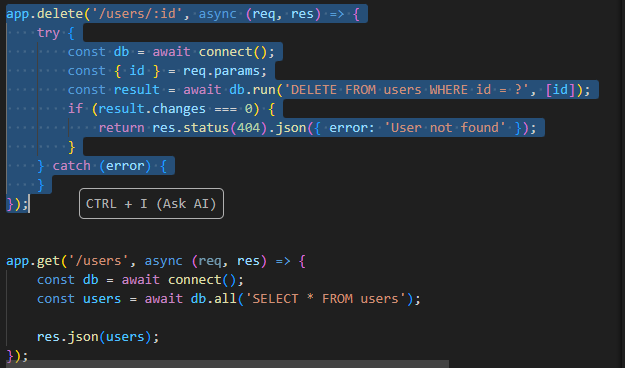 app.delete('/users/:id', async (req, res) => {
    try {
        const db = await connect();
        const { id } = req.params;
        const result = await db.run('DELETE FROM users WHERE id = ?', [id]);
        if (result.changes === 0) {
            return res.status(404).json({ error: 'User not found' });
        }
    } catch (error) {
    }
});
CTRL + I (Ask AI)
app.get('/users', async (req, res) => {
    const db = await connect();
    const users = await db.all('SELECT * FROM users');
    res.json(users);
});